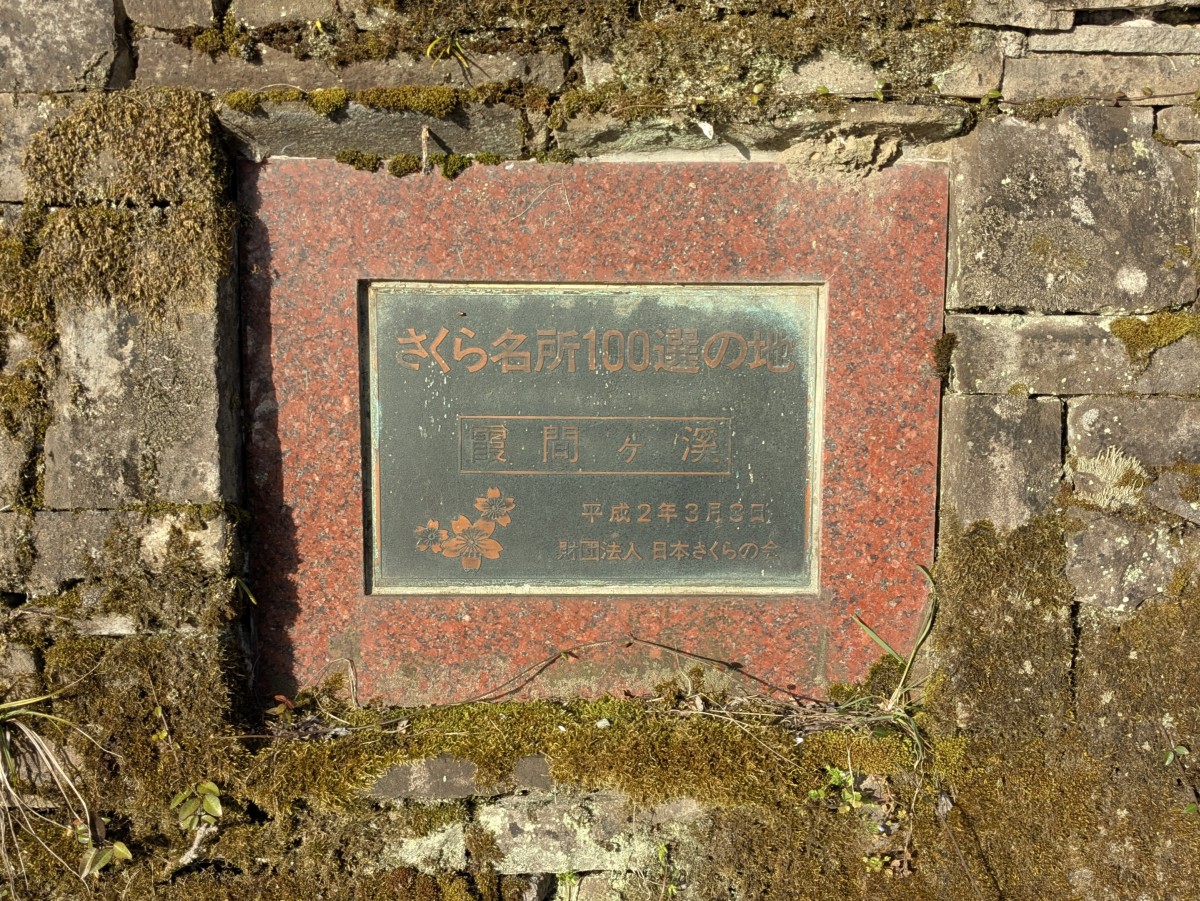 さくら名所100選の地
霞間ヶ溪
平成2年3月3日
財団法人 日本さくらの会